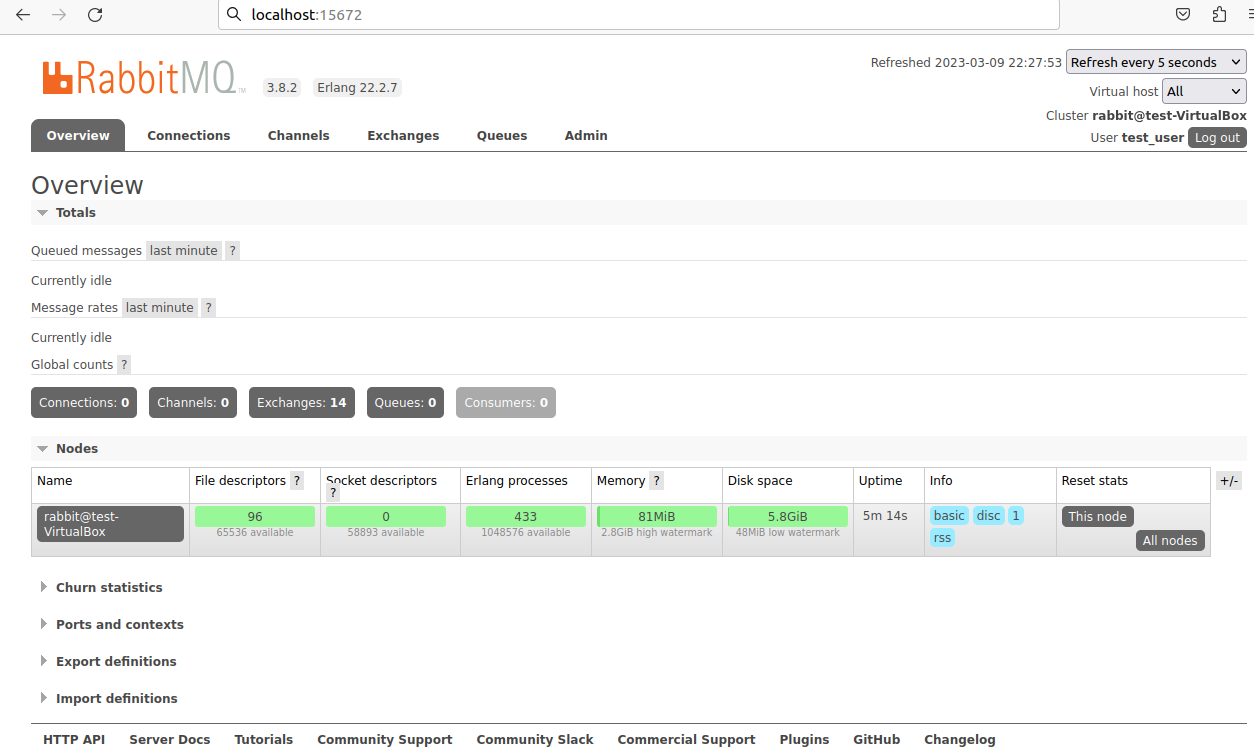 localhost:15672
RabbitMQ TM 3.8.2 Erlang 22.2.7
Refreshed 2023-03-09 22:27:53 Refresh every 5 seconds
Virtual host All
Cluster rabbit@test-VirtualBox
User test_user Log out
Overview Connections Channels Exchanges Queues Admin
Overview
Totals
Queued messages last minute ?
Currently idle
Message rates last minute ?
Currently idle
Global counts ?
Connections: 0 Channels: 0 Exchanges: 14 Queues: 0 Consumers: 0
Nodes
Name File descriptors ? Socket descriptors ? Erlang processes Memory ? Disk space Uptime Info Reset stats +/-
rabbit@test-VirtualBox 96 0 433 81MiB 5.8GiB 5m 14s basic disc 1 This node
65536 available 58893 available 1048576 available 2.8GiB high watermark 48MiB low watermark rss All nodes
Churn statistics
Ports and contexts
Export definitions
Import definitions
HTTP API Server Docs Tutorials Community Support Community Slack Commercial Support Plugins GitHub Changelog